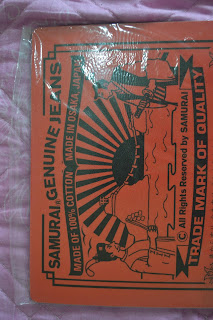 SAMURAI® GENUINE JEANS
MADE OF 100% COTTON MADE IN OSAKA, JAPAN
© All Rights Reserved by SAMURAI
TRADE MARK OF QUALITY